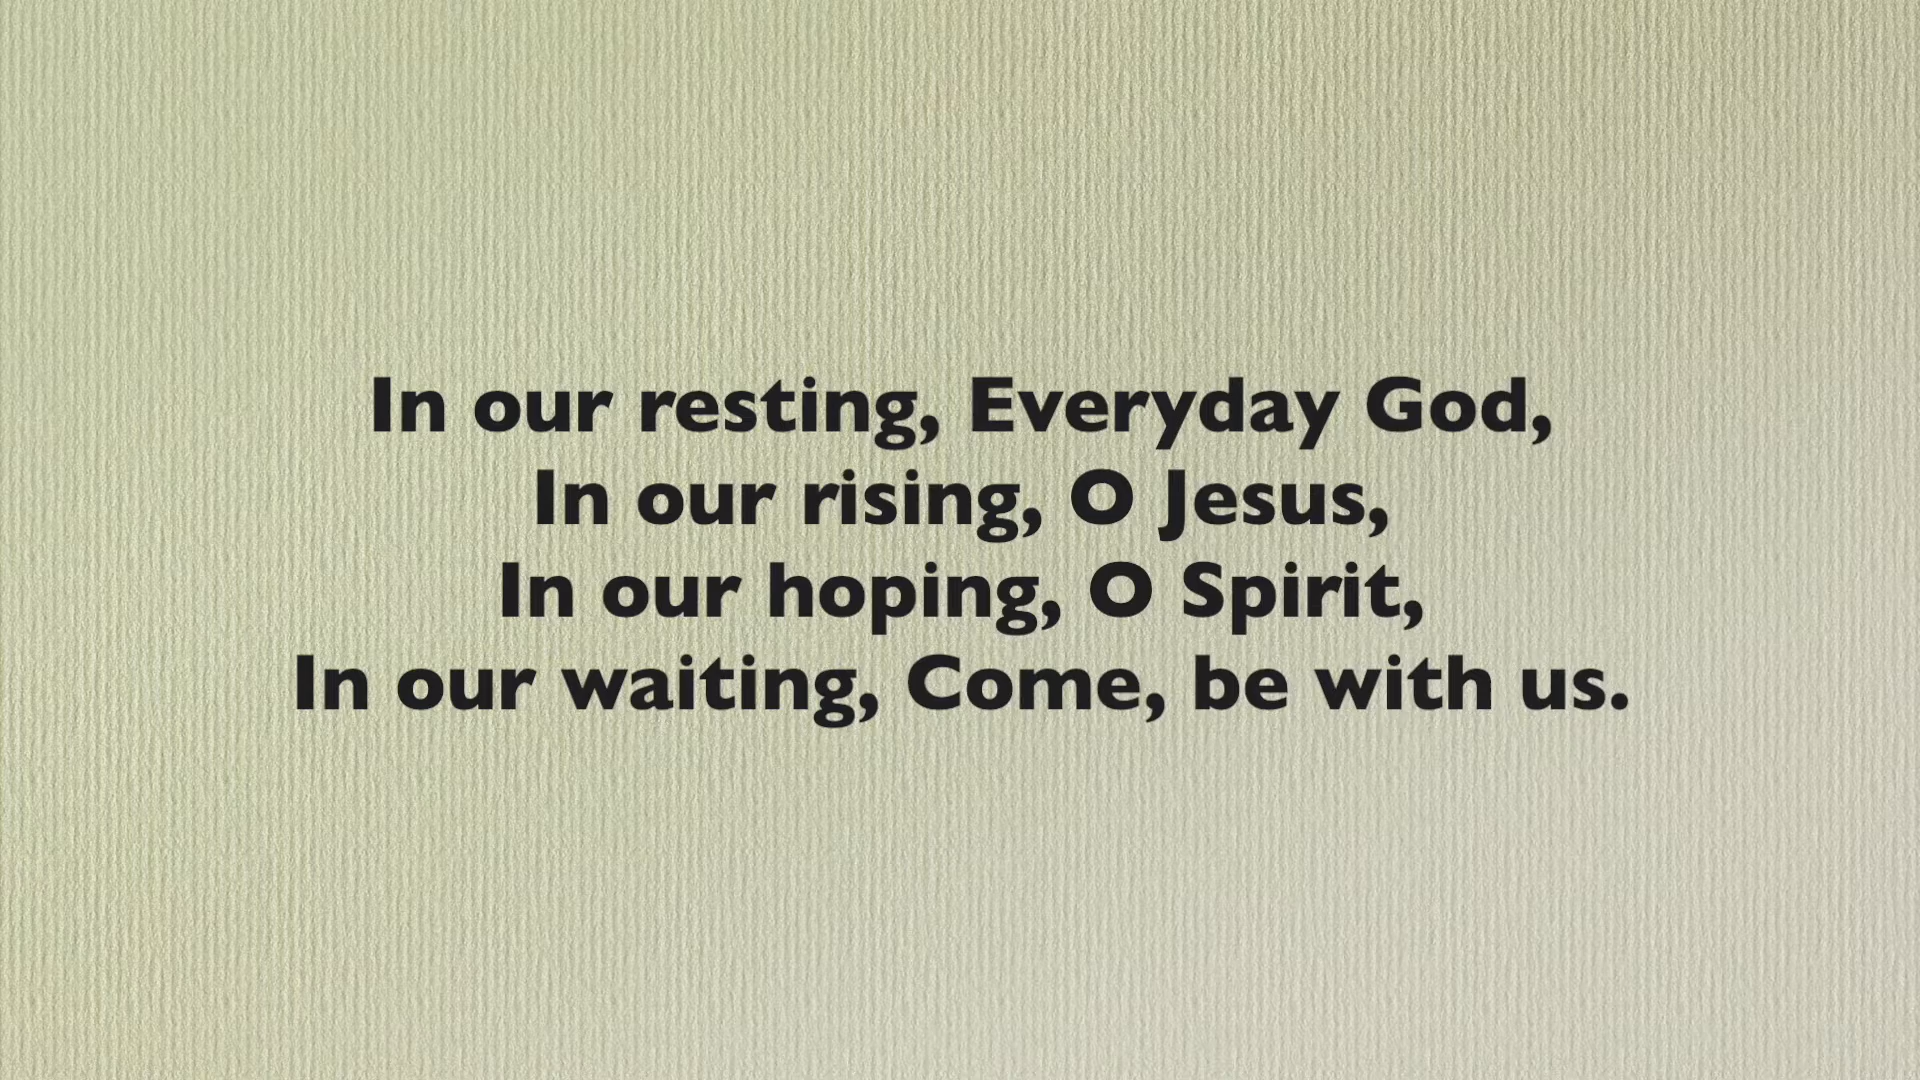 In our resting, Everyday God,
In our rising, O Jesus,
In our hoping, O Spirit,
In our waiting, Come, be with us.